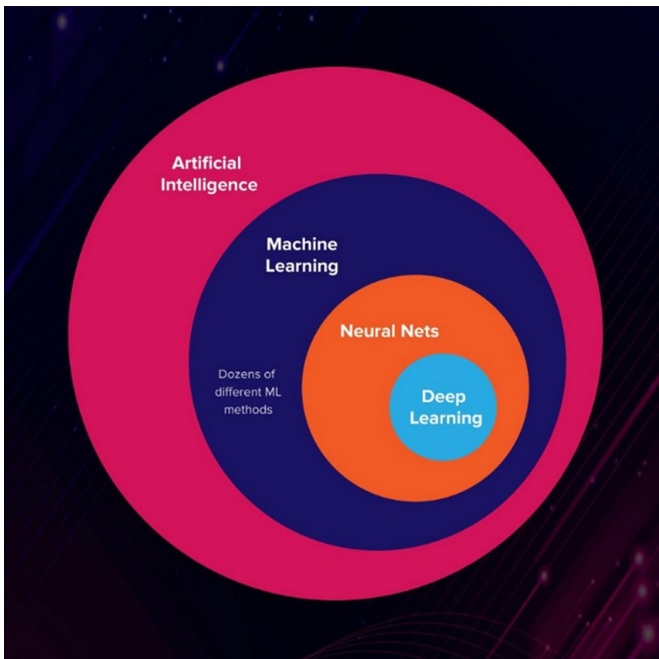 Artificial
Intelligence
Machine
Learning
Neural Nets
Dozens of
different ML
methods
Deep
Learning